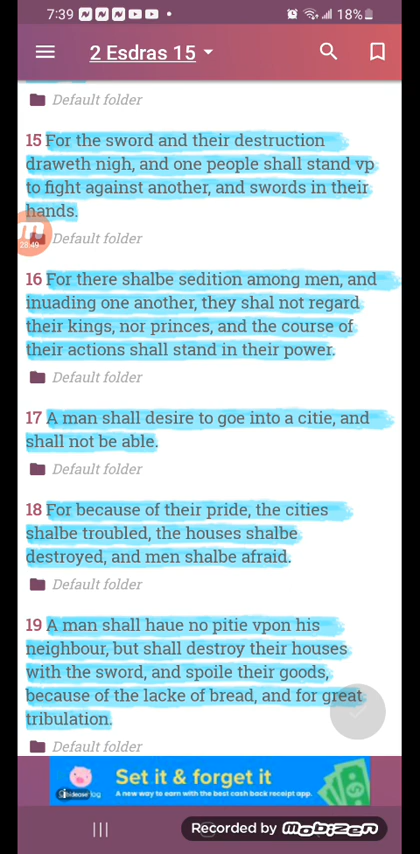 7:39 18%
2 Esdras 15
Default folder
15 For the sword and their destruction
draweth nigh, and one people shall stand vp
to fight against another, and swords in their
hands.
Default folder
28:49
16 For there shalbe sedition among men, and
inuading one another, they shal not regard
their kings, nor princes, and the course of
their actions shall stand in their power.
Default folder
17 A man shall desire to goe into a citie, and
shall not be able.
Default folder
18 For because of their pride, the cities
shalbe troubled, the houses shalbe
destroyed, and men shalbe afraid.
Default folder
19 A man shall haue no pitie vpon his
neighbour, but shall destroy their houses
with the sword, and spoile their goods,
because of the lacke of bread, and for great
tribulation.
Default folder
Set it & forget it
A new way to earn with the best cash back receipt app.
Recorded by mobizen